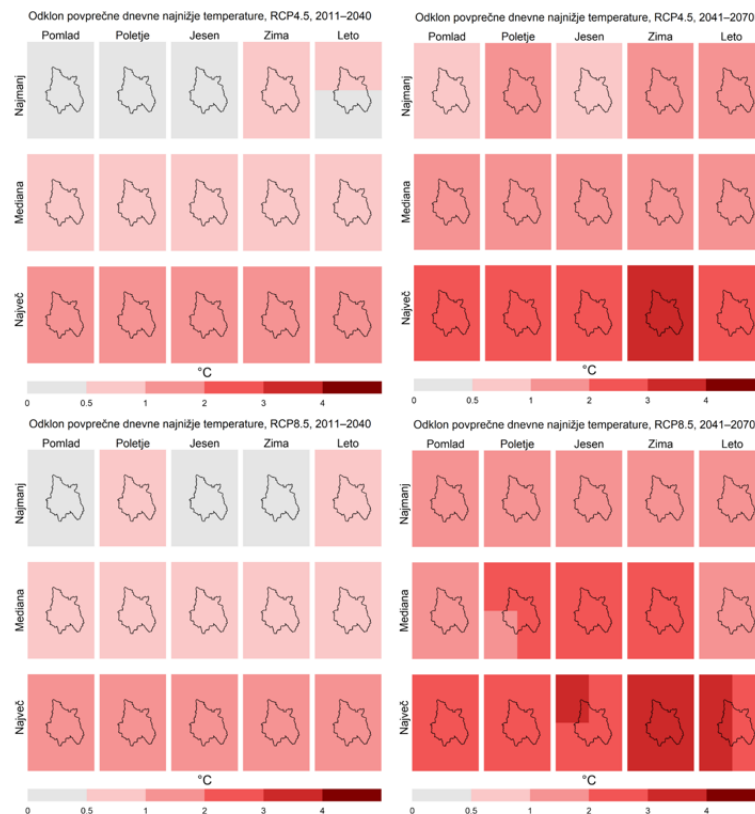 Odklon povprečne dnevne najnižje temperature, RCP4.5, 2011–2040
Pomlad Poletje Jesen Zima Leto
Najmanj
Mediana
Največ
°C
0 0.5 1 2 3 4
Odklon povprečne dnevne najnižje temperature, RCP4.5, 2041–2070
Pomlad Poletje Jesen Zima Leto
Najmanj
Mediana
Največ
°C
0 0.5 1 2 3 4
Odklon povprečne dnevne najnižje temperature, RCP8.5, 2011–2040
Pomlad Poletje Jesen Zima Leto
Najmanj
Mediana
Največ
°C
0 0.5 1 2 3 4
Odklon povprečne dnevne najnižje temperature, RCP8.5, 2041–2070
Pomlad Poletje Jesen Zima Leto
Najmanj
Mediana
Največ
°C
0 0.5 1 2 3 4